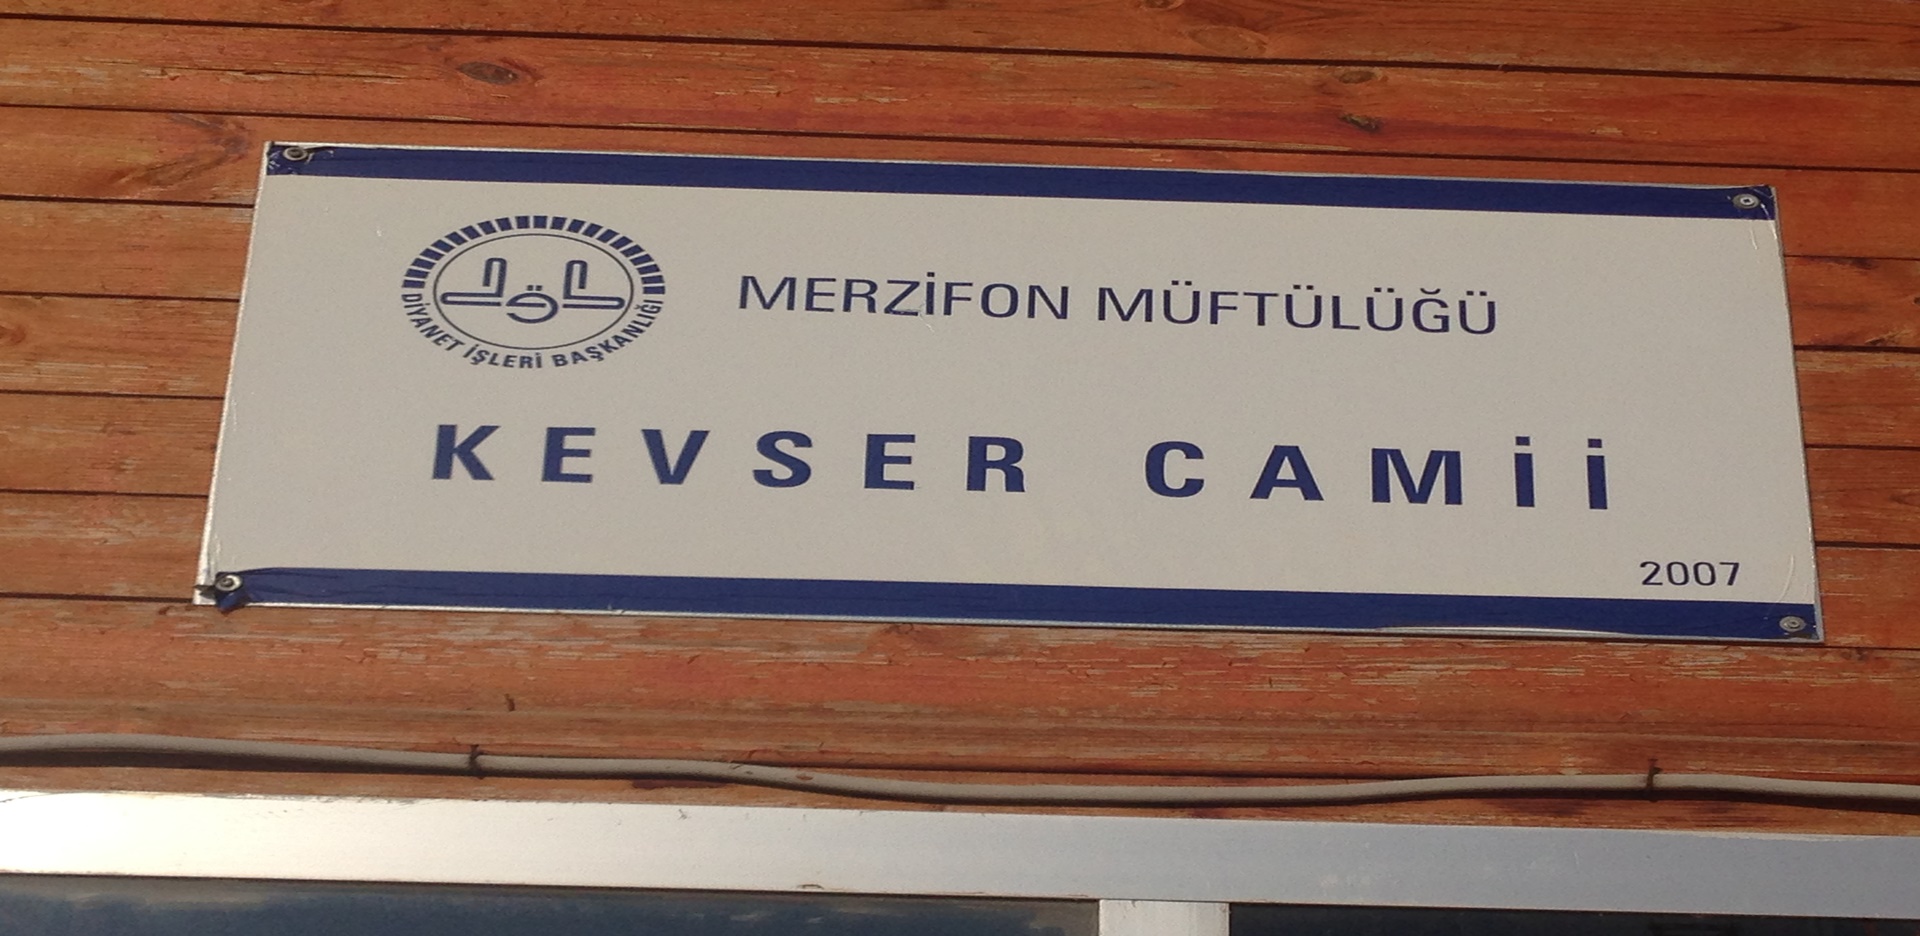 DİYANET İŞLERİ BAŞKANLIĞI
MERZİFON MÜFTÜLÜĞÜ
KEVSER CAMİİ
2007